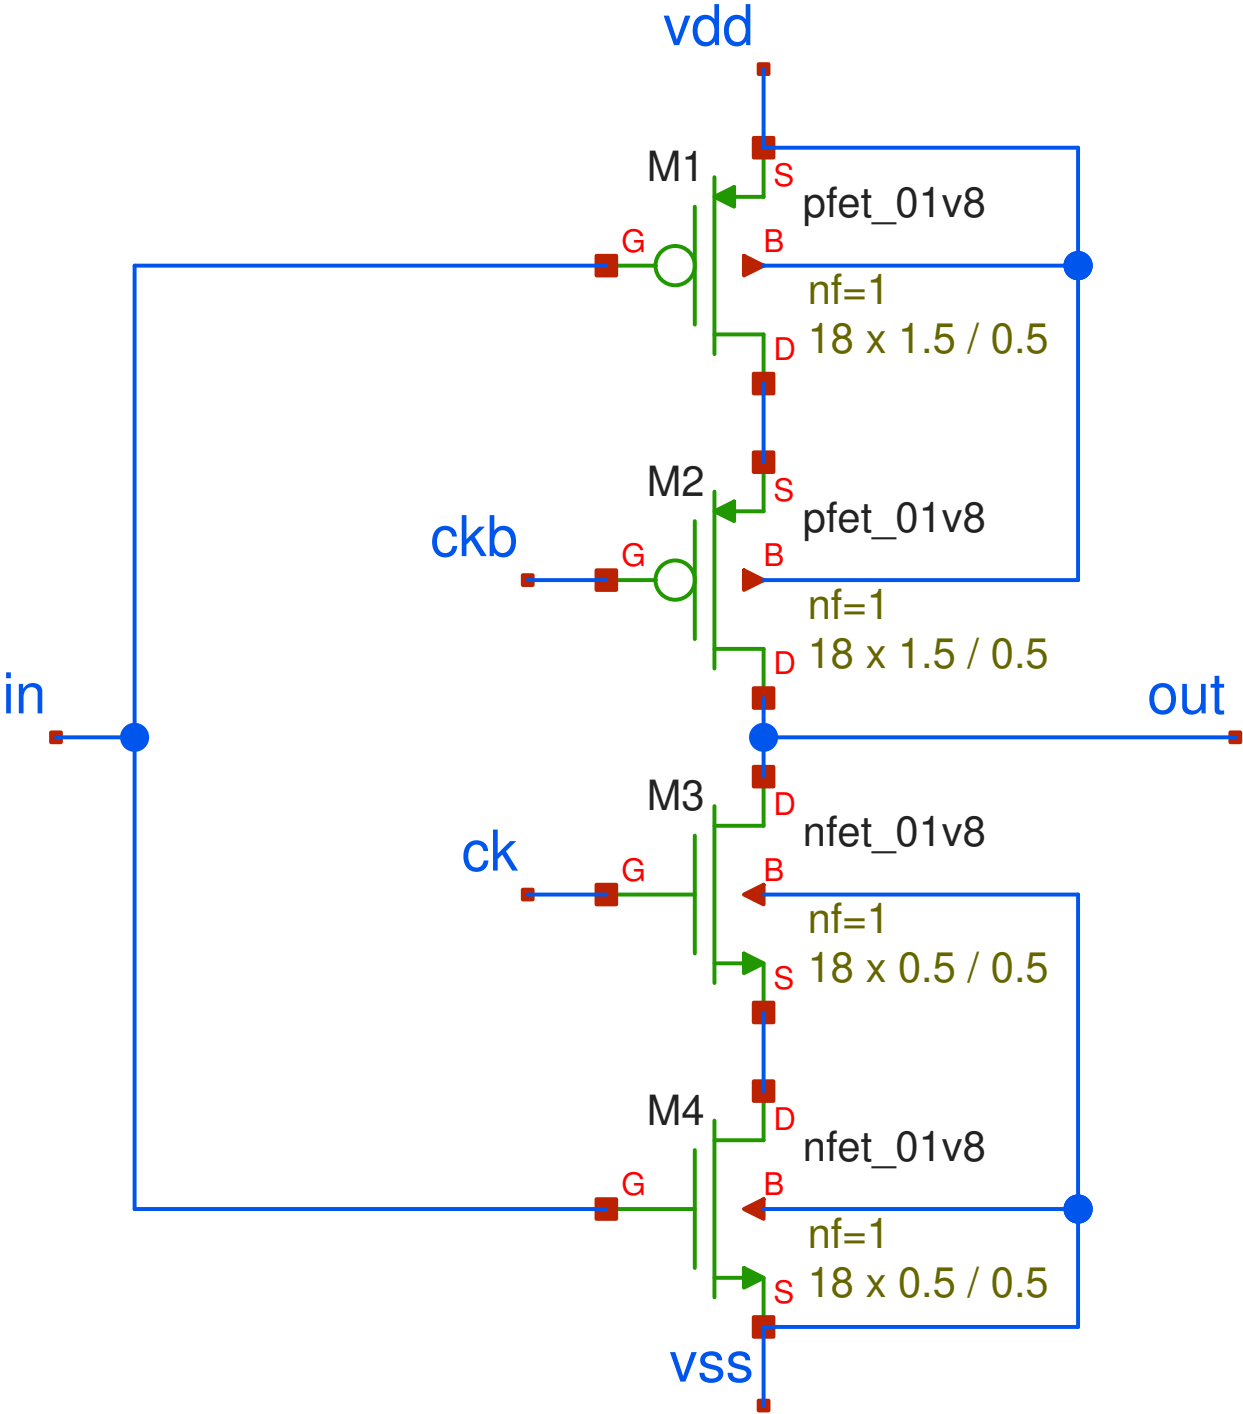 vdd
M1
S
pfet_01v8
G
B
nf=1
18 x 1.5 / 0.5
D
M2
S
pfet_01v8
ckb
G
B
nf=1
18 x 1.5 / 0.5
D
in
out
M3
D
nfet_01v8
ck
G
B
nf=1
18 x 0.5 / 0.5
S
M4
D
nfet_01v8
G
B
nf=1
18 x 0.5 / 0.5
S
vss